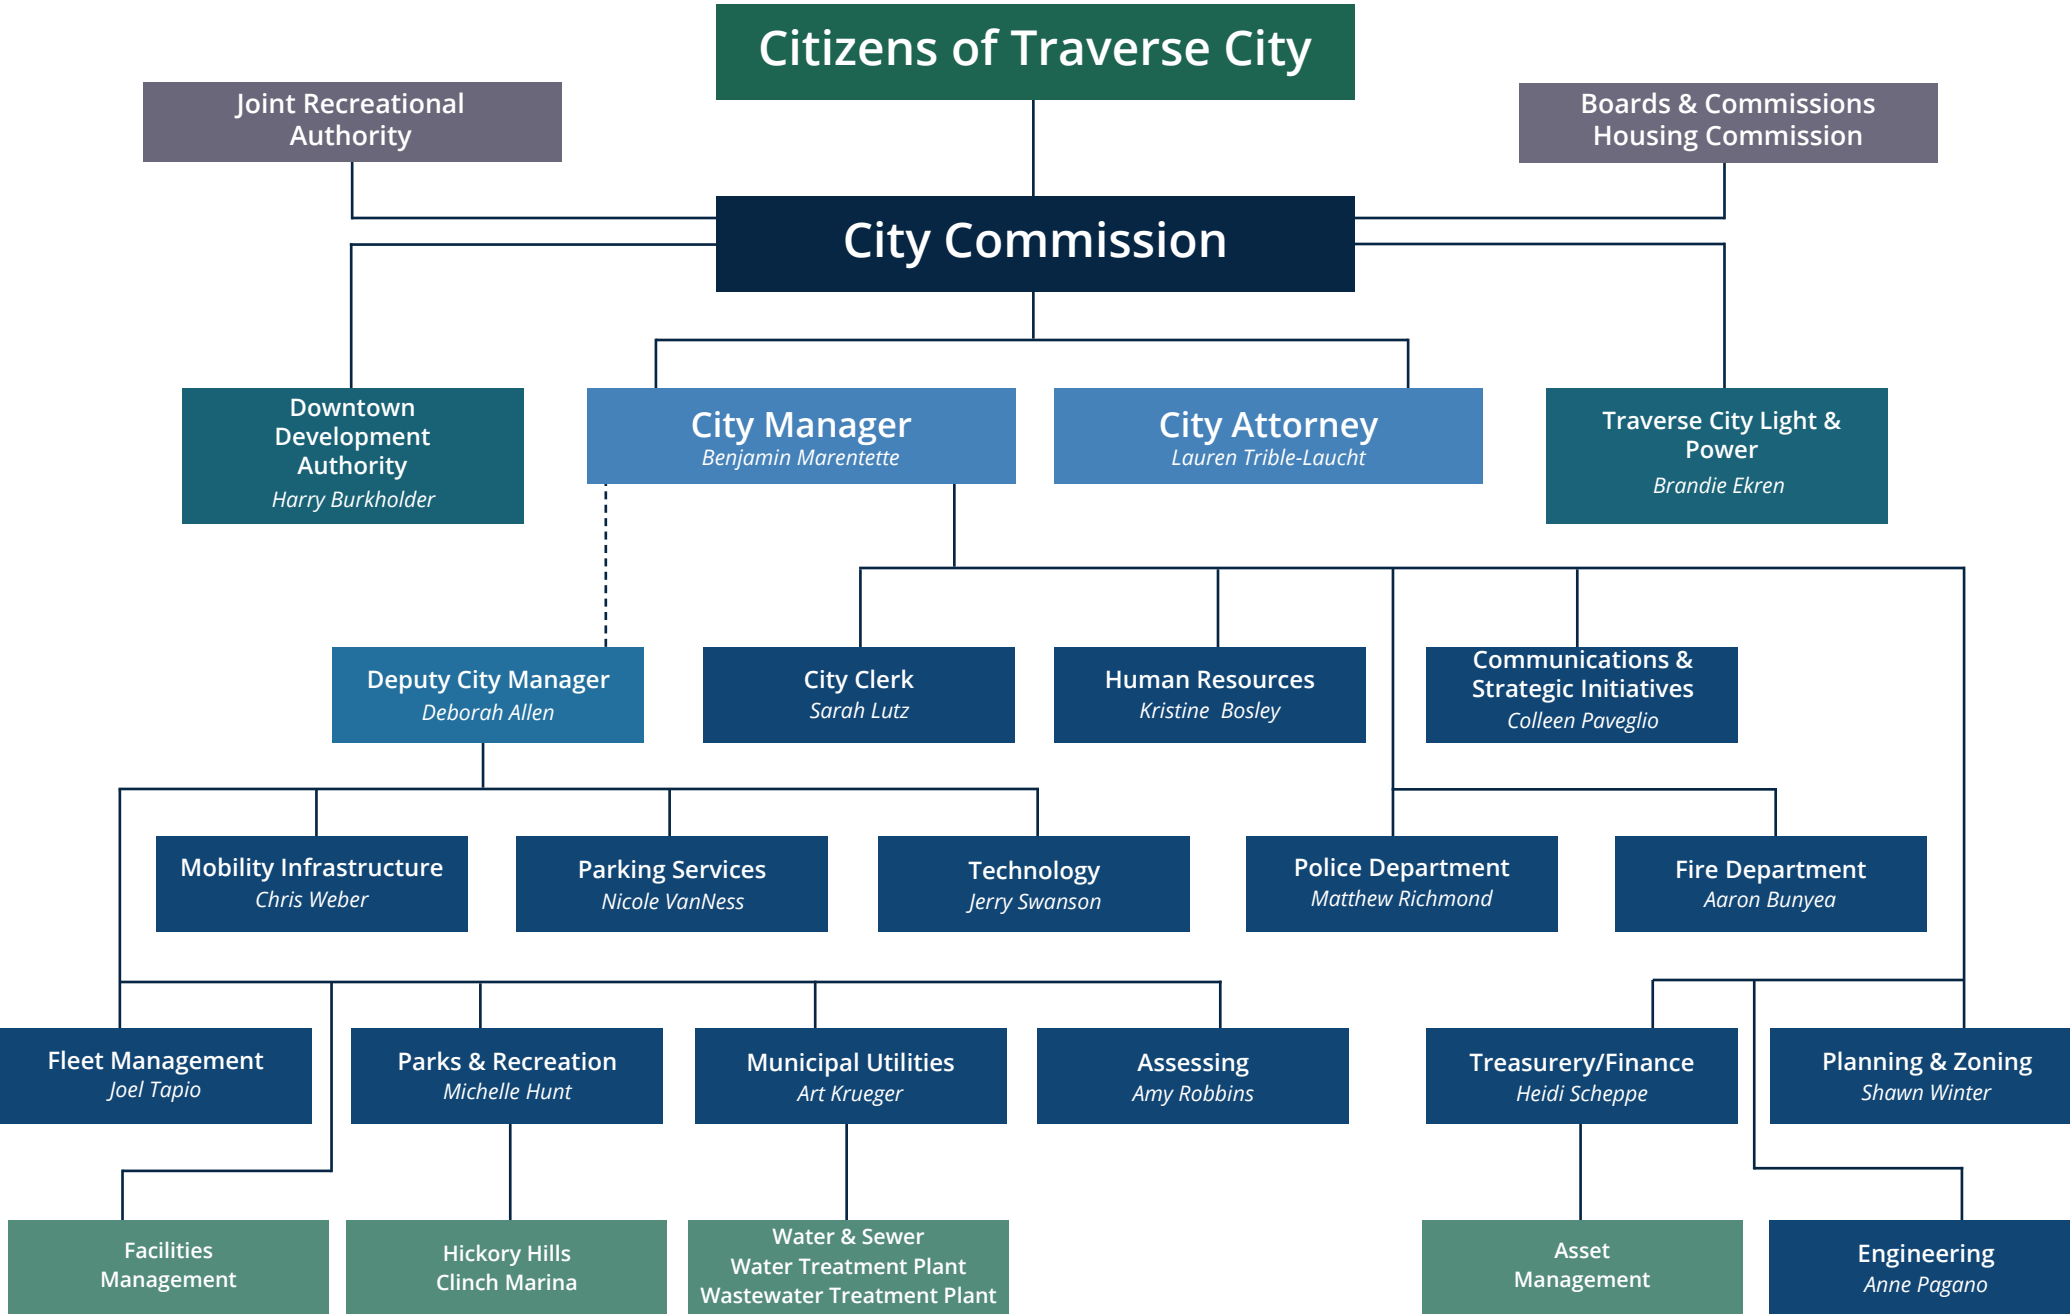 Citizens of Traverse City
Joint Recreational
Authority
Boards & Commissions
Housing Commission
City Commission
Downtown
Development
Authority
Harry Burkholder
City Manager
Benjamin Marentette
City Attorney
Lauren Trible-Laucht
Traverse City Light &
Power
Brandie Ekren
Deputy City Manager
Deborah Allen
City Clerk
Sarah Lutz
Human Resources
Kristine Bosley
Communications &
Strategic Initiatives
Colleen Paveglio
Mobility Infrastructure
Chris Weber
Parking Services
Nicole VanNess
Technology
Jerry Swanson
Police Department
Matthew Richmond
Fire Department
Aaron Bunyea
Fleet Management
Joel Tapio
Parks & Recreation
Michelle Hunt
Municipal Utilities
Art Krueger
Assessing
Amy Robbins
Treasurery/Finance
Heidi Scheppe
Planning & Zoning
Shawn Winter
Facilities
Management
Hickory Hills
Clinch Marina
Water & Sewer
Water Treatment Plant
Wastewater Treatment Plant
Asset
Management
Engineering
Anne Pagano